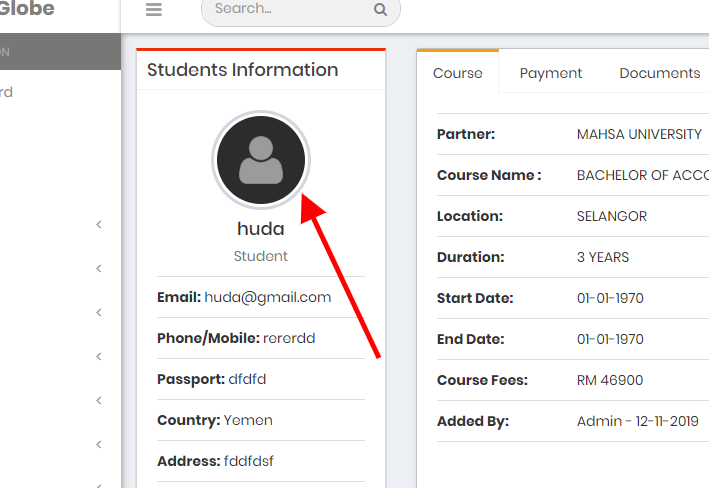 Globe
Search...
ON
rd
Students Information
huda
Student
Email: huda@gmail.com
Phone/Mobile: rererdd
Passport: dfdfd
Country: Yemen
Address: fddfdsf
Course Payment Documents
Partner: MAHSA UNIVERSITY
Course Name : BACHELOR OF ACCO
Location: SELANGOR
Duration: 3 YEARS
Start Date: 01-01-1970
End Date: 01-01-1970
Course Fees: RM 46900
Added By: Admin - 12-11-2019